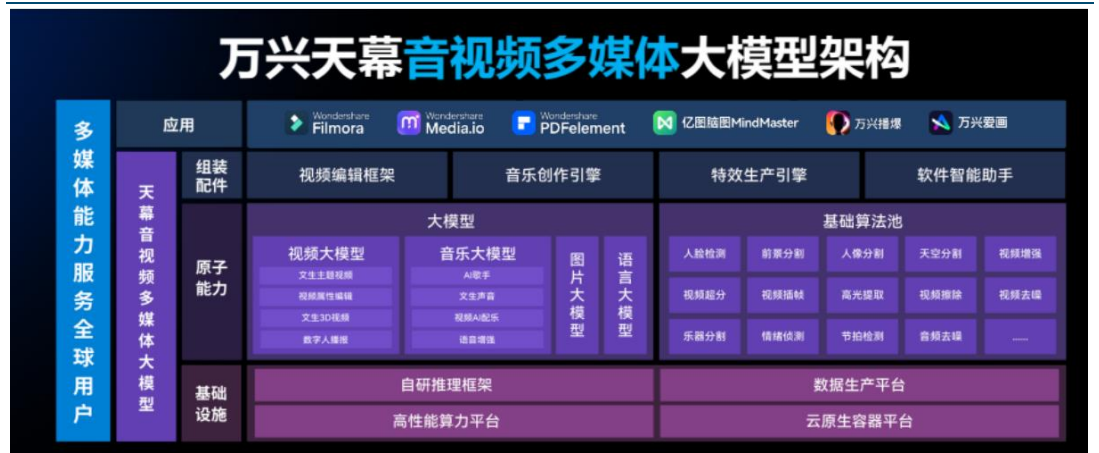 万兴天幕音视频多媒体大模型架构
多媒体能力服务全球用户
应用
Wondershare Filmora
Wondershare Media.io
Wondershare PDFelement
亿图脑图MindMaster
万兴播爆
万兴爱画
天幕音视频多媒体大模型
组装配件
视频编辑框架
音乐创作引擎
特效生产引擎
软件智能助手
原子能力
大模型
视频大模型
文生主题视频
视频属性编辑
文生3D视频
数字人播报
音乐大模型
AI歌手
文生声音
视频AI配乐
语音增强
图片大模型
语言大模型
基础算法池
人脸检测
前景分割
人像分割
天空分割
视频增强
视频超分
视频插帧
高光提取
视频擦除
视频去噪
乐器分割
情绪侦测
节拍检测
音频去噪
......
基础设施
自研推理框架
数据生产平台
高性能算力平台
云原生容器平台